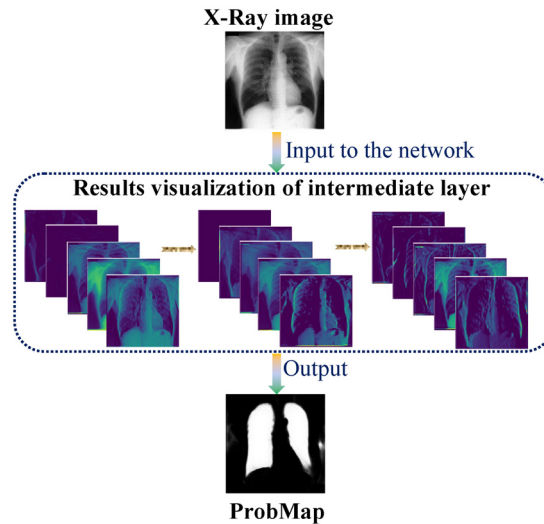 X-Ray image
Input to the network
Results visualization of intermediate layer
Output
ProbMap